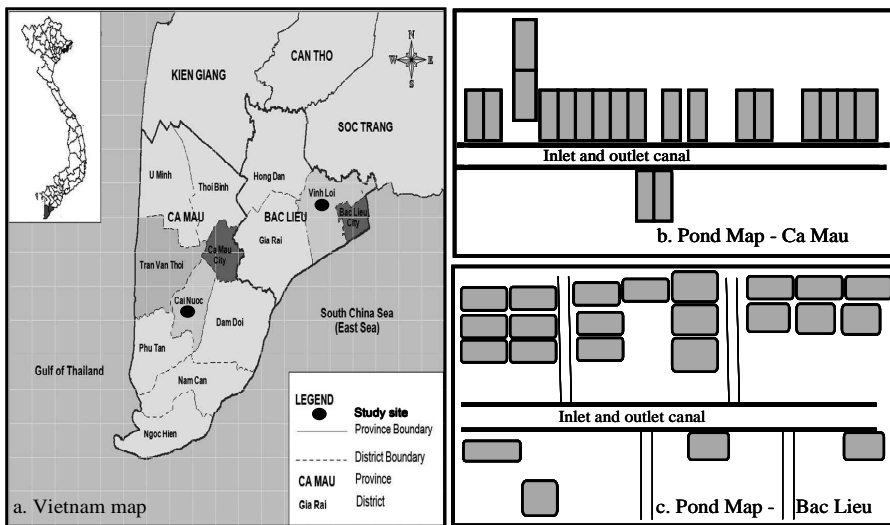 CAN THO
N
W E
S
KIEN GIANG
SOC TRANG
U Minh
Thoi Binh
Hong Dan
Vinh Loi
CA MAU
BAC LIEU
Bac Lieu
City
Gia Rai
Ca Mau
City
Tran Van Thoi
Cai Nuoc
Dam Doi
South China Sea
(East Sea)
Phu Tan
Gulf of Thailand
Nam Can
Ngoc Hien
LEGEND
Study site
Province Boundary
District Boundary
CA MAU Province
Gia Rai District
a. Vietnam map
Inlet and outlet canal
b. Pond Map - Ca Mau
Inlet and outlet canal
c. Pond Map - Bac Lieu